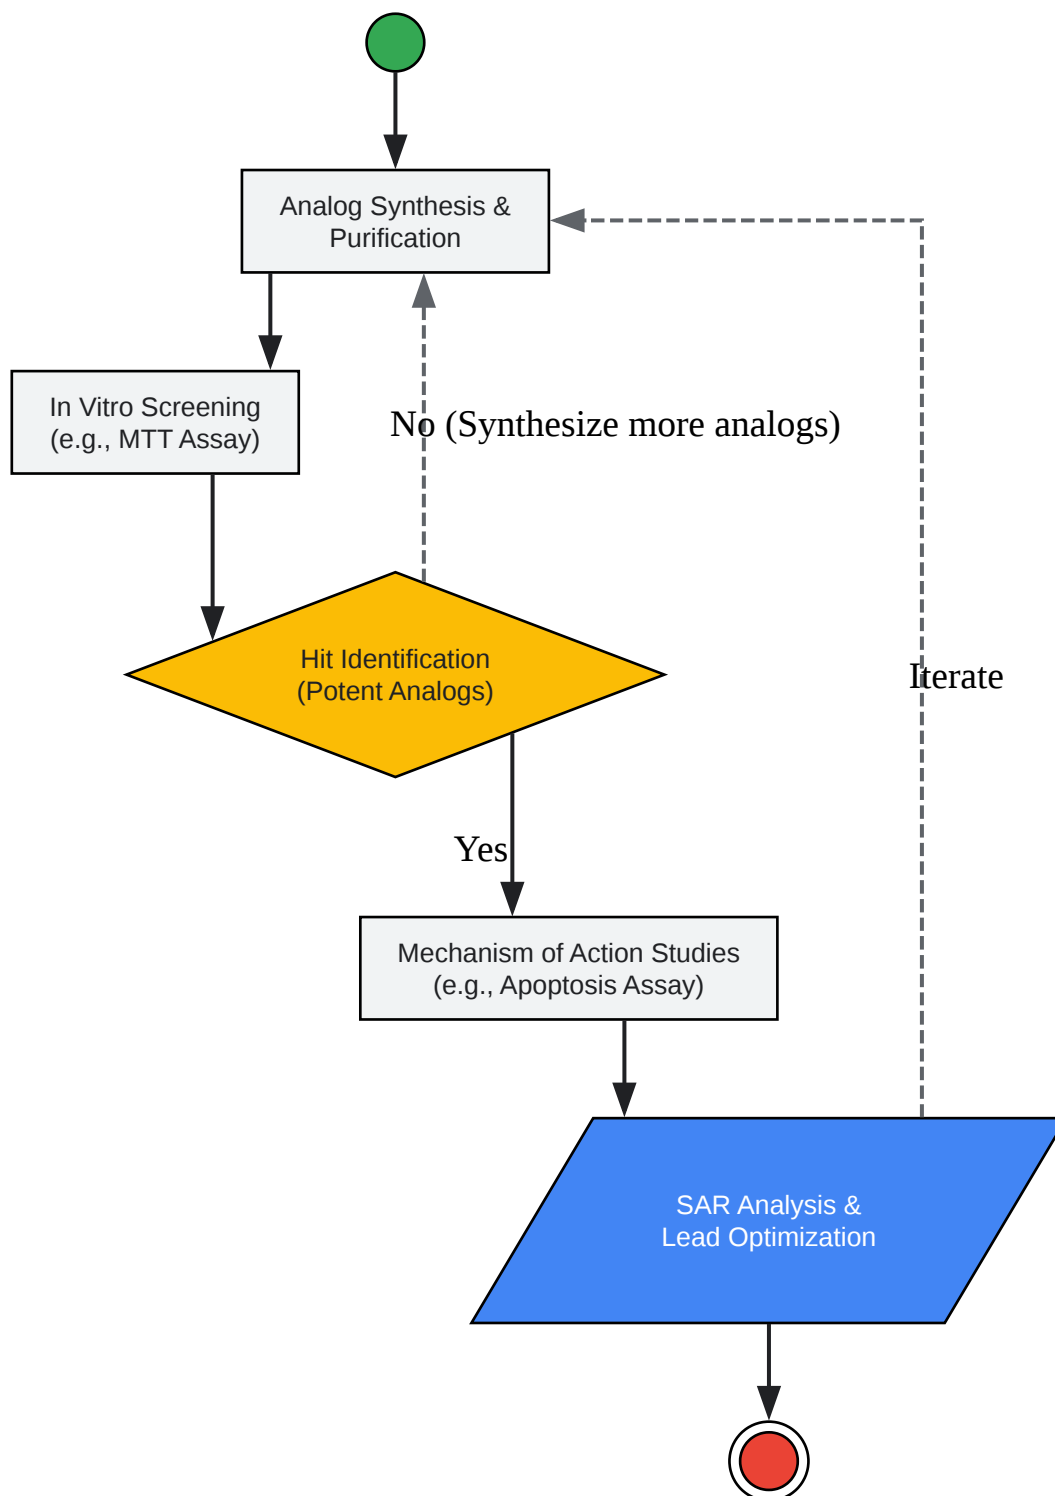 Analog Synthesis &
Purification
In Vitro Screening
(e.g., MTT Assay)
No (Synthesize more analogs)
Hit Identification
(Potent Analogs)
Iterate
Yes
Mechanism of Action Studies
(e.g., Apoptosis Assay)
SAR Analysis &
Lead Optimization